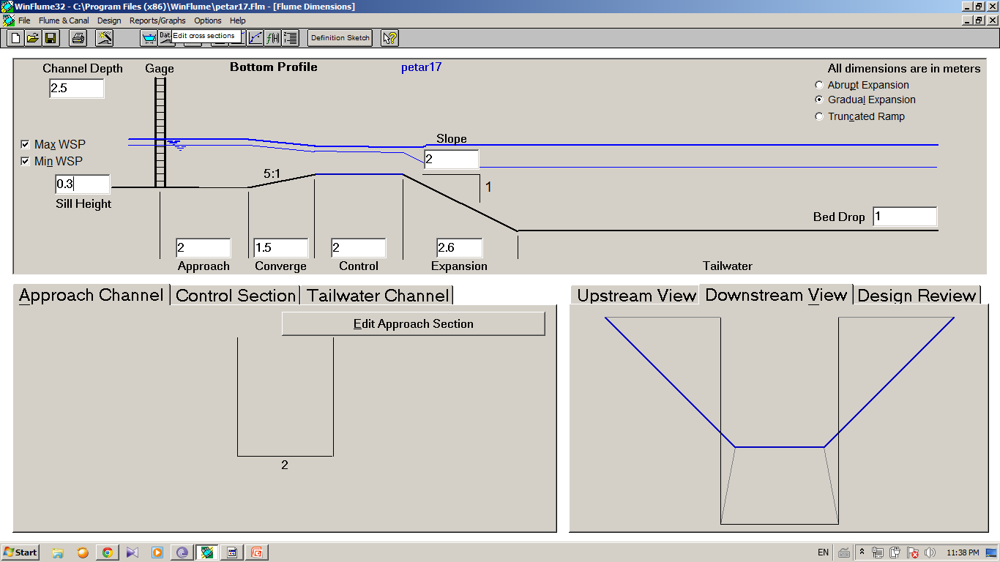 WinFlume32 - C:\Program Files (x86)\WinFlume\petar17.Flm - [Flume Dimensions]
File Flume & Canal Design Reports/Graphs Options Help
Dat Edit cross sections f(H) Definition Sketch
Channel Depth Gage Bottom Profile petar17 All dimensions are in meters
2.5 Abrupt Expansion
Gradual Expansion
Truncated Ramp
Slope
Max WSP
2
Min WSP
5:1
0.3 1
Sill Height
Bed Drop 1
2 1.5 2 2.6
Approach Converge Control Expansion Tailwater
Approach Channel Control Section Tailwater Channel Upstream View Downstream View Design Review
Edit Approach Section
2
Start EN 11:38 PM